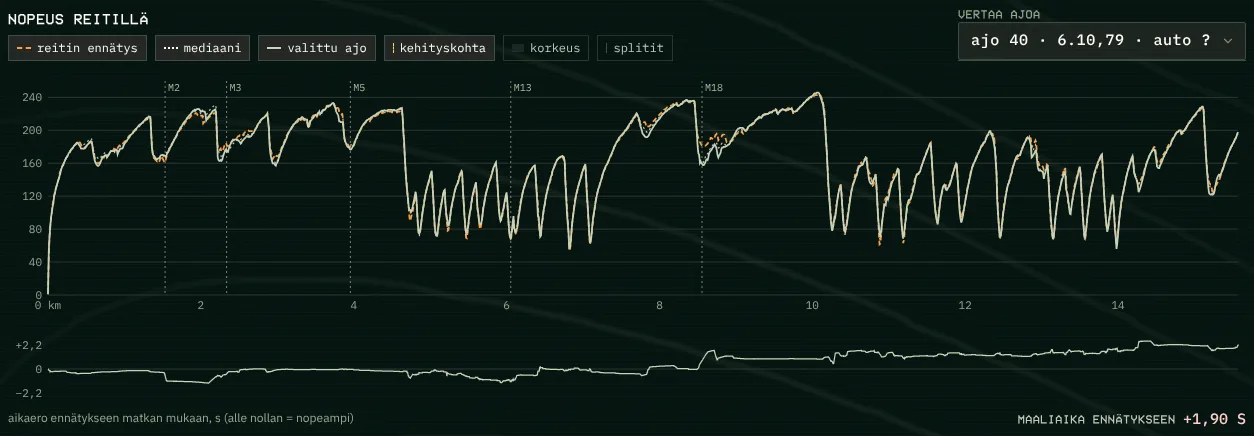 NOPEUS REITILLÄ
VERTAA AJOA
reitin ennätys mediaani valittu ajo kehityskohta korkeus splitit
ajo 40 · 6.10,79 · auto ?
M2 M3 M5 M13 M18
240
200
160
120
80
40
0
0 km 2 4 6 8 10 12 14
+2,2
0
−2,2
aikaero ennätykseen matkan mukaan, s (alle nollan = nopeampi)
MAALIAIKA ENNÄTYKSEEN +1,90 S